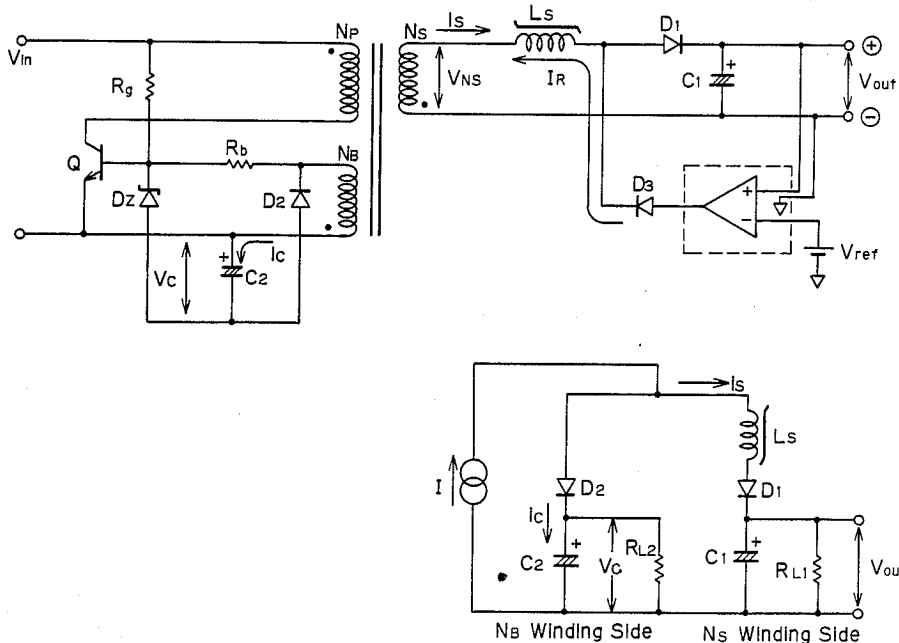 NP
NS
IS
LS
D1
+
⊕
Vin
Rg
VNS
IR
C1
Vout
⊖
Q
Rb
NB
DZ
D2
D3
+
−
Vref
+
VC
IC
C2
iS
LS
I
D2
D1
iC
+
C2
VC
RL2
+
C1
RL1
Vou
NB Winding Side
NS Winding Side